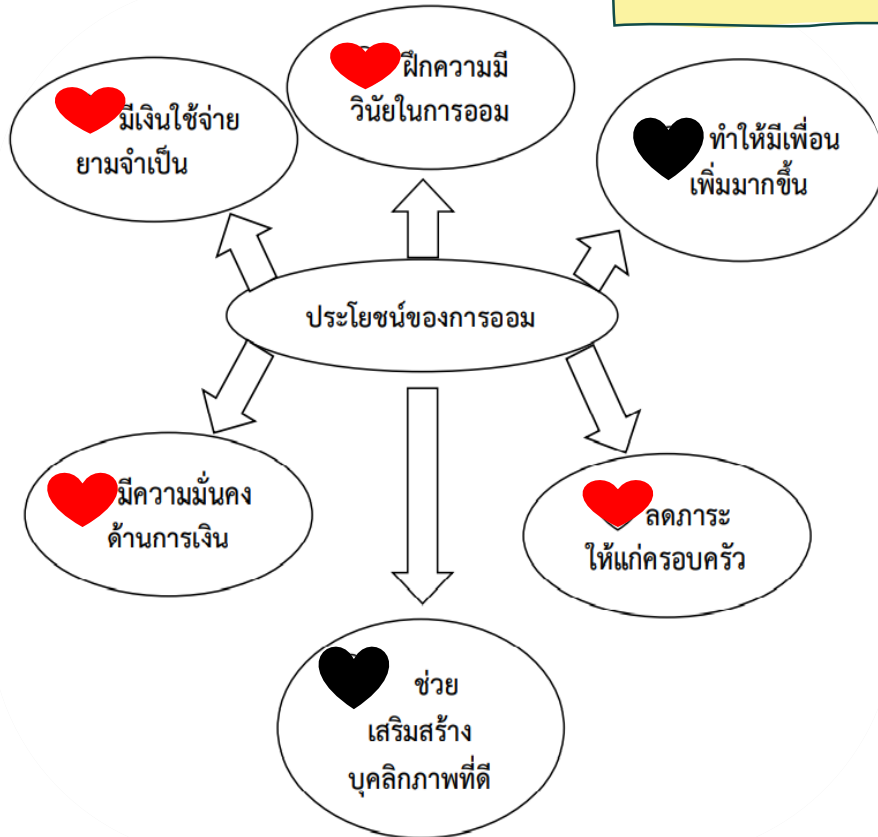 มีเงินใช้จ่าย
ยามจำเป็น
ฝึกความมี
วินัยในการออม
ทำให้มีเพื่อน
เพิ่มมากขึ้น
ประโยชน์ของการออม
มีความมั่นคง
ด้านการเงิน
ลดภาระ
ให้แก่ครอบครัว
ช่วย
เสริมสร้าง
บุคลิกภาพที่ดี